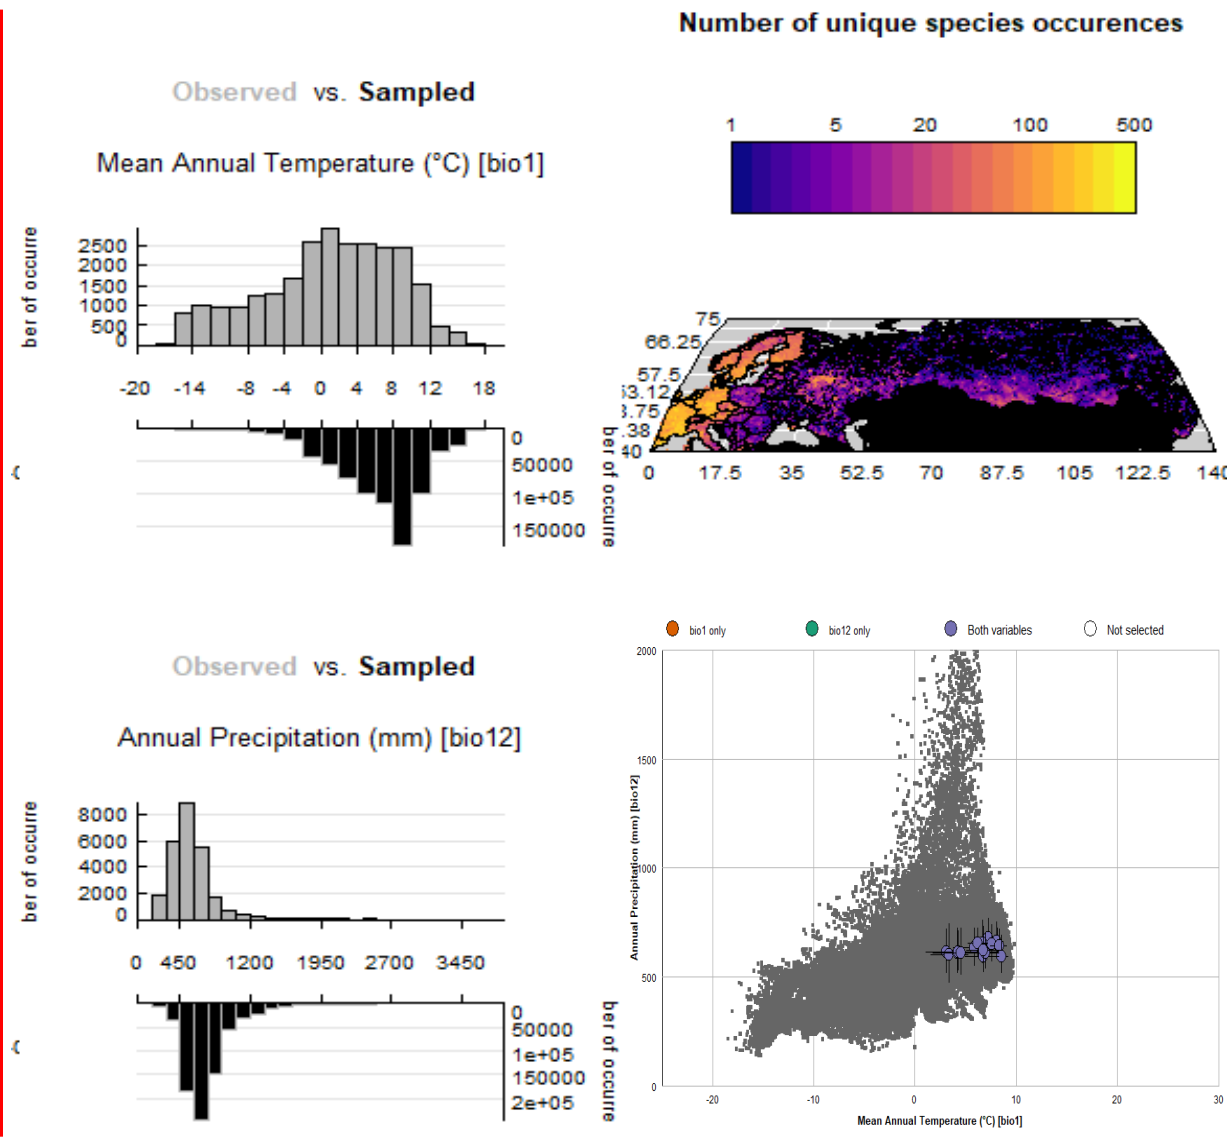 Number of unique species occurences
1 5 20 100 500
75
66.25
57.5
53.12
3.75
.38
40
0 17.5 35 52.5 70 87.5 105 122.5 140
Observed vs. Sampled
Mean Annual Temperature (°C) [bio1]
ber of occurre
2500
2000
1500
1000
500
0
-20 -14 -8 -4 0 4 8 12 18
0
50000
1e+05
150000
ber of occurre
Observed vs. Sampled
Annual Precipitation (mm) [bio12]
ber of occurre
8000
6000
4000
2000
0
0 450 1200 1950 2700 3450
0
50000
1e+05
150000
2e+05
ber of occurre
bio1 only bio12 only Both variables Not selected
Annual Precipitation (mm) [bio12]
2000
1500
1000
500
0
-20 -10 0 10 20 30
Mean Annual Temperature (°C) [bio1]